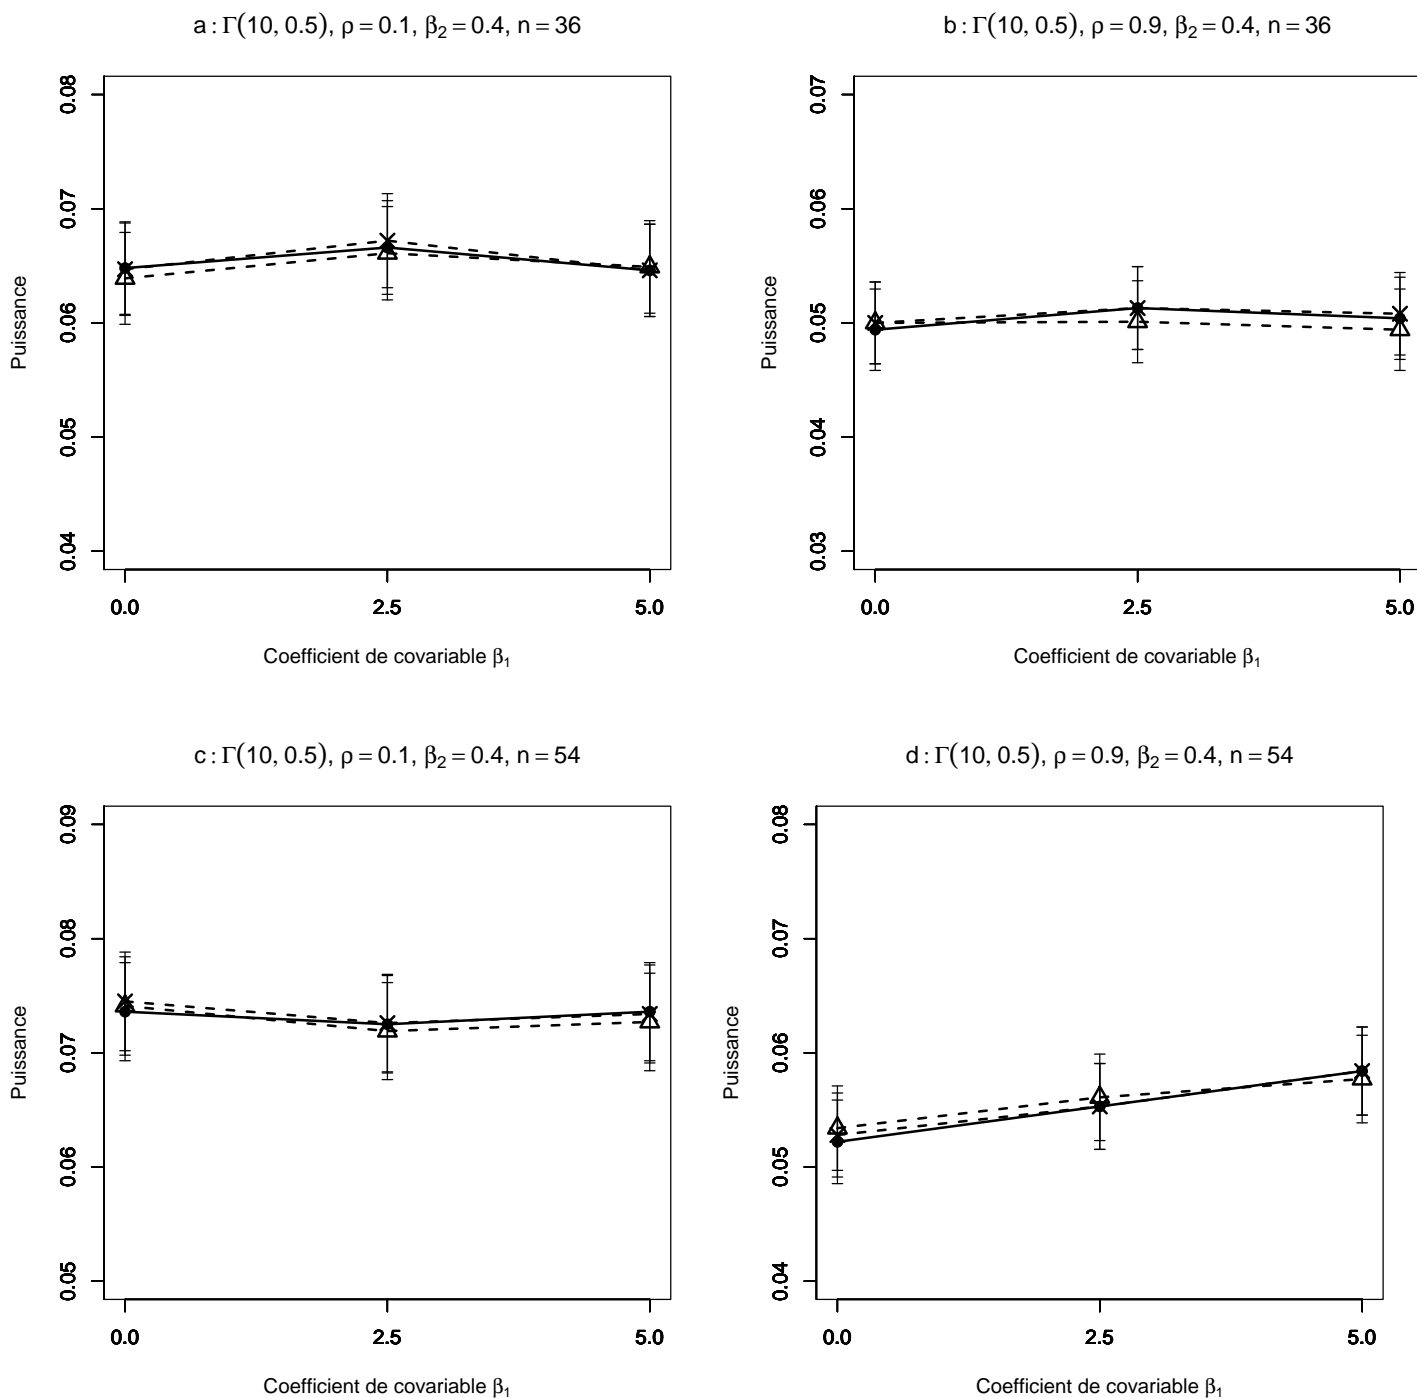 a : Γ(10, 0.5), ρ = 0.1, β₂ = 0.4, n = 36
Puissance
0.08
0.07
0.06
0.05
0.04
0.0 2.5 5.0
Coefficient de covariable β₁
b : Γ(10, 0.5), ρ = 0.9, β₂ = 0.4, n = 36
Puissance
0.07
0.06
0.05
0.04
0.03
0.0 2.5 5.0
Coefficient de covariable β₁
c : Γ(10, 0.5), ρ = 0.1, β₂ = 0.4, n = 54
Puissance
0.09
0.08
0.07
0.06
0.05
0.0 2.5 5.0
Coefficient de covariable β₁
d : Γ(10, 0.5), ρ = 0.9, β₂ = 0.4, n = 54
Puissance
0.08
0.07
0.06
0.05
0.04
0.0 2.5 5.0
Coefficient de covariable β₁